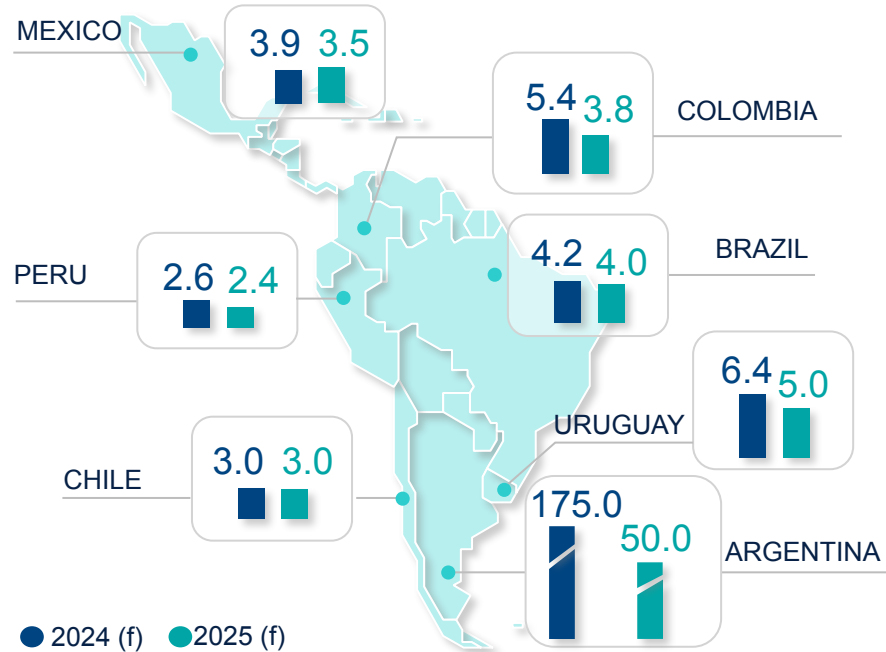 MEXICO
3.9 3.5
5.4 3.8
COLOMBIA
PERU
2.6 2.4
4.2 4.0
BRAZIL
6.4 5.0
URUGUAY
CHILE
3.0 3.0
175.0 50.0
ARGENTINA
2024 (f) 2025 (f)